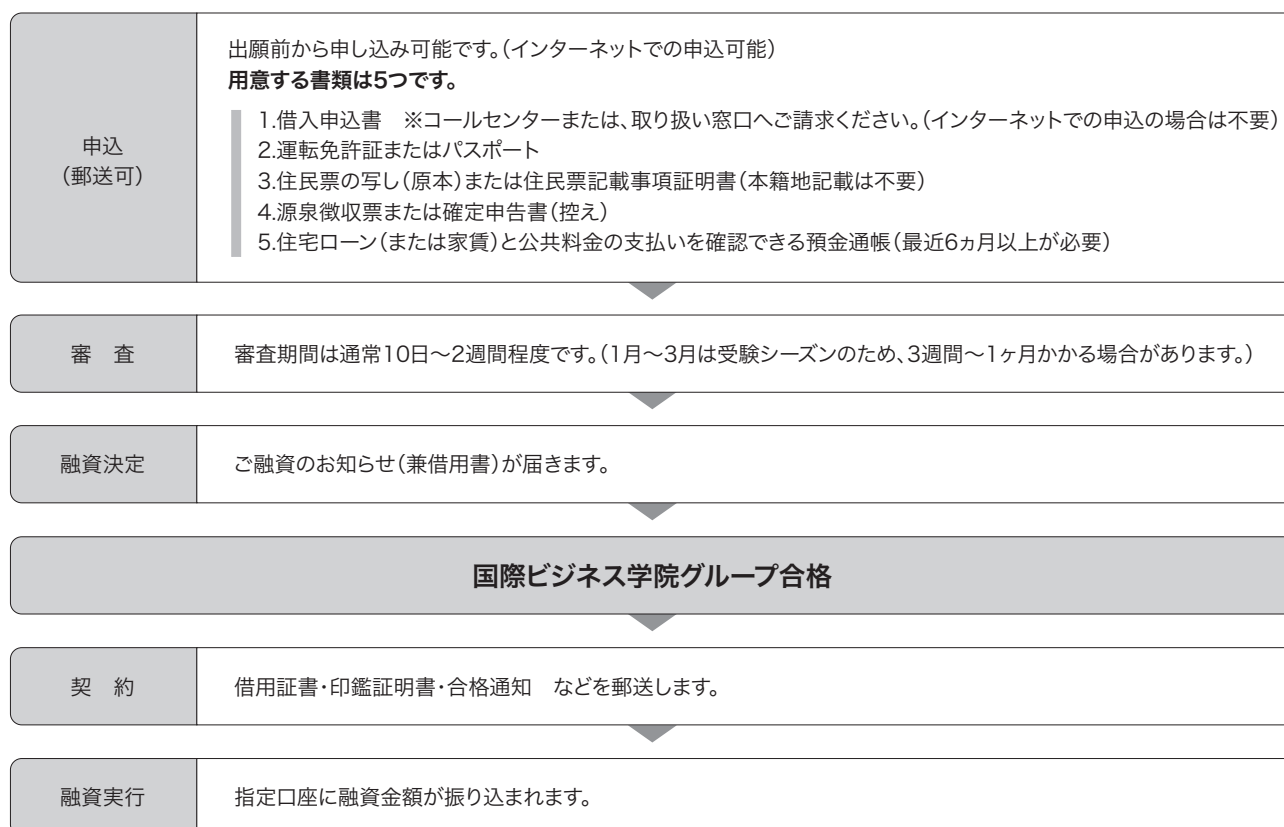 申込
（郵送可）
出願前から申し込み可能です。（インターネットでの申込可能）
用意する書類は5つです。
1.借入申込書　※コールセンターまたは、取り扱い窓口へご請求ください。（インターネットでの申込の場合は不要）
2.運転免許証またはパスポート
3.住民票の写し（原本）または住民票記載事項証明書（本籍地記載は不要）
4.源泉徴収票または確定申告書（控え）
5.住宅ローン（または家賃）と公共料金の支払いを確認できる預金通帳（最近6ヵ月以上が必要）
審　査
審査期間は通常10日～2週間程度です。（1月～3月は受験シーズンのため、3週間～1ヶ月かかる場合があります。）
融資決定
ご融資のお知らせ（兼借用書）が届きます。
国際ビジネス学院グループ合格
契　約
借用証書・印鑑証明書・合格通知　などを郵送します。
融資実行
指定口座に融資金額が振り込まれます。